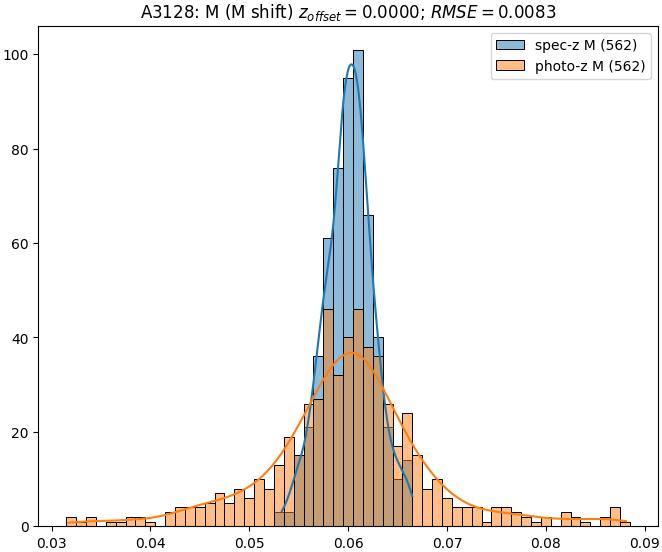 A3128: M (M shift) z_offset = 0.0000; RMSE = 0.0083
spec-z M (562)
photo-z M (562)
100
80
60
40
20
0
0.03 0.04 0.05 0.06 0.07 0.08 0.09